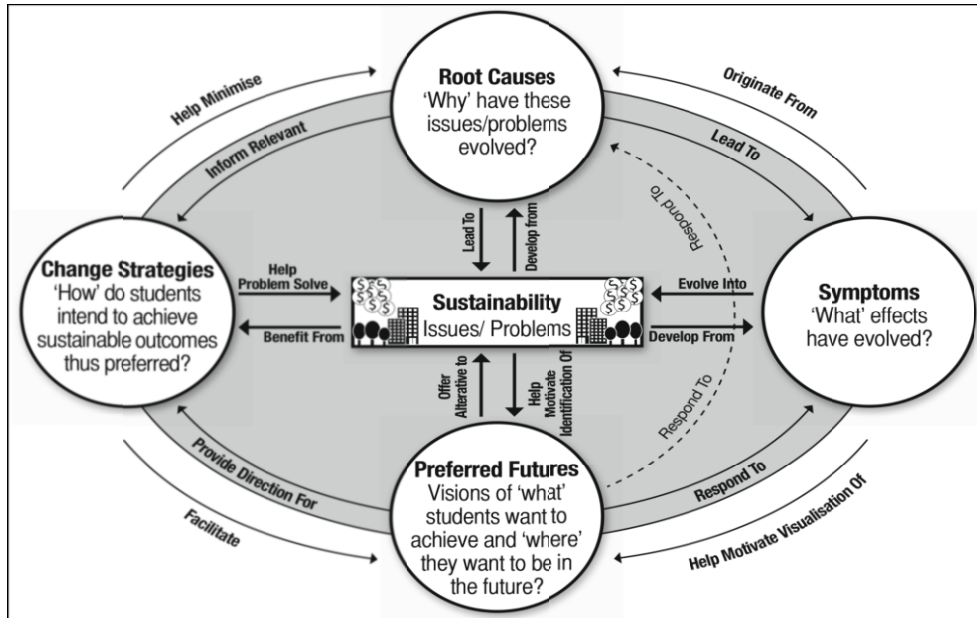 Root Causes
'Why' have these
issues/problems
evolved?
Help Minimise
Originate From
Inform Relevant
Lead To
Respond To
Lead To
Develop from
Change Strategies
'How' do students
intend to achieve
sustainable outcomes
thus preferred?
Help
Problem Solve
Benefit From
Sustainability
Issues/ Problems
Evolve Into
Develop From
Symptoms
'What' effects
have evolved?
Offer
Alterative to
Help
Motivate
Identification Of
Respond To
Preferred Futures
Visions of 'what'
students want to
achieve and 'where'
they want to be in
the future?
Provide Direction For
Facilitate
Respond To
Help Motivate Visualisation Of